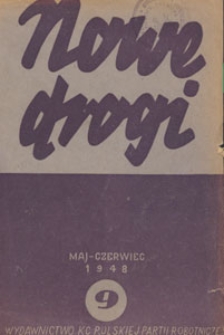 Nowe
drogi
MAJ-CZERWIEC
1948
9
WYDAWNICTWO KC POLSKIEJ PARTII ROBOTNICZEJ